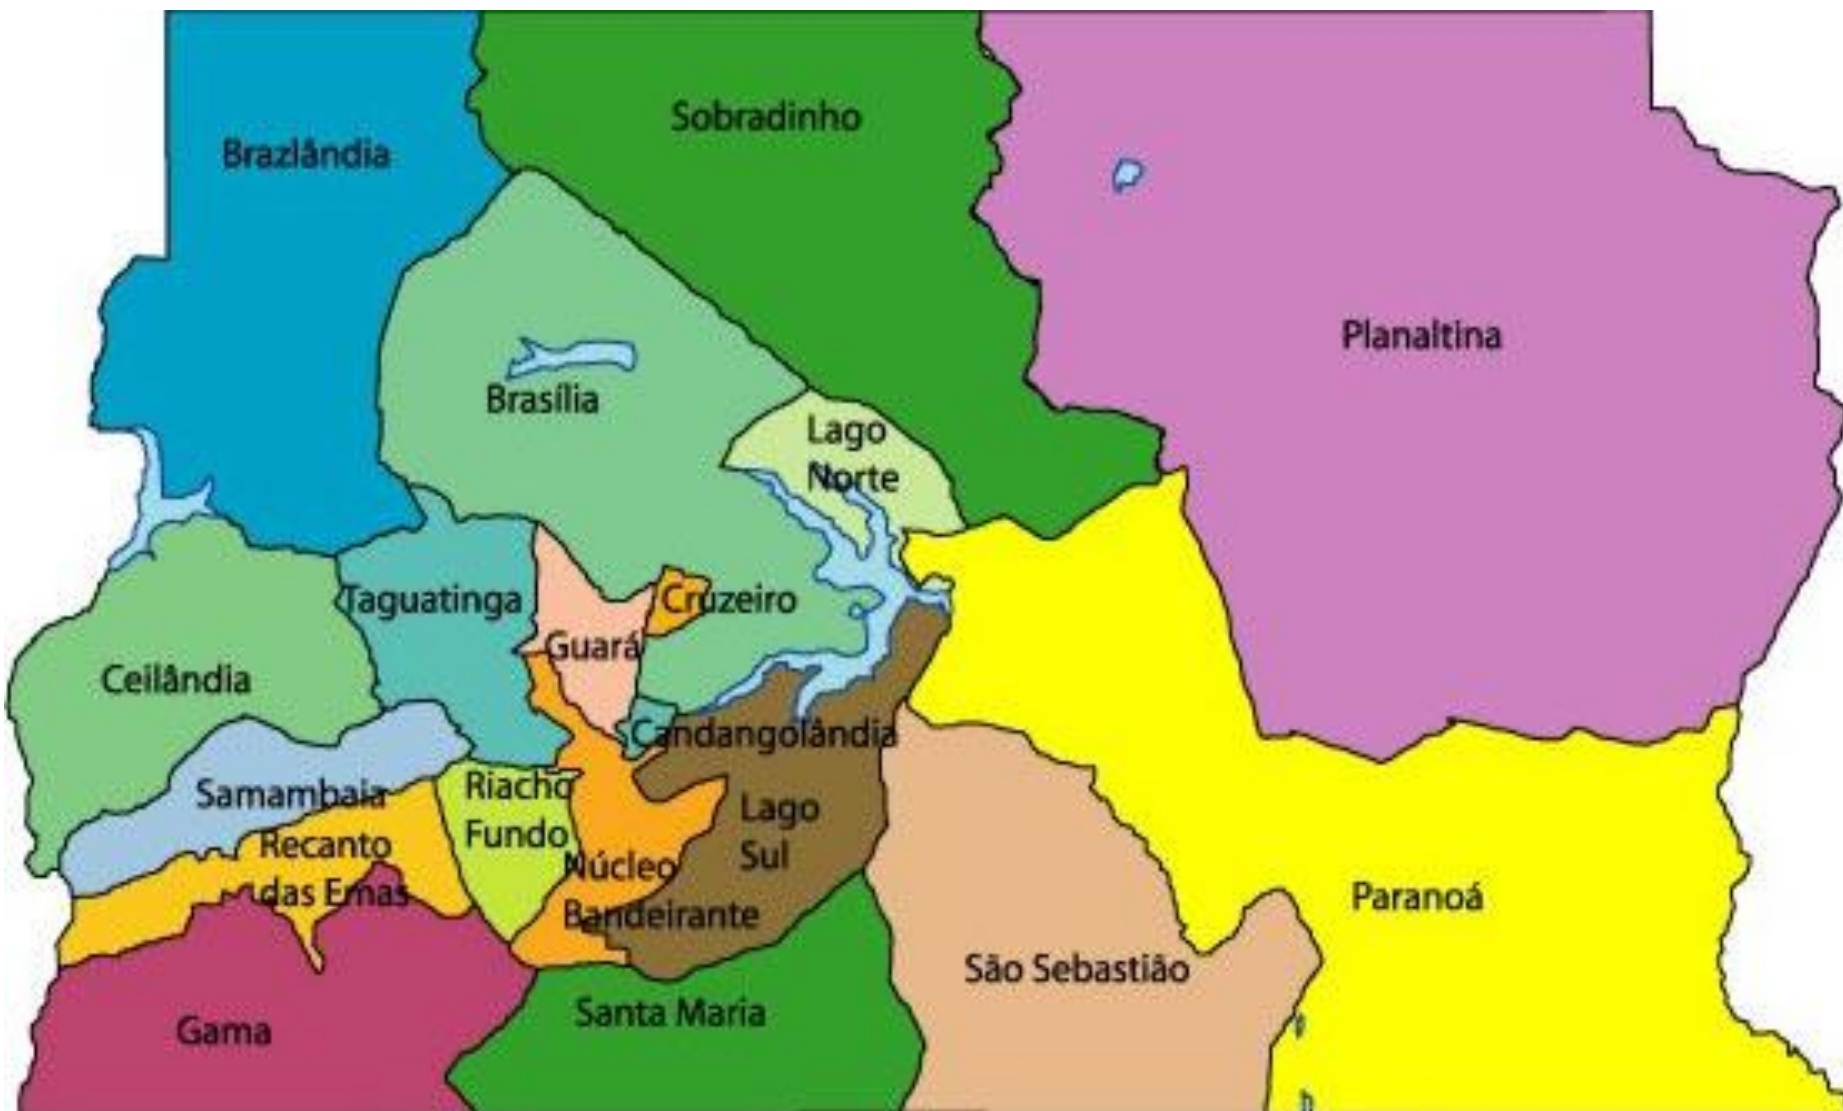 Sobradinho
Brazlândia
Planaltina
Brasília
Lago
Norte
Taguatinga
Cruzeiro
Guará
Ceilândia
Candangolândia
Samambaia
Riacho
Fundo
Lago
Sul
Recanto
das Emas
Núcleo
Bandeirante
Paranoá
São Sebastião
Santa Maria
Gama